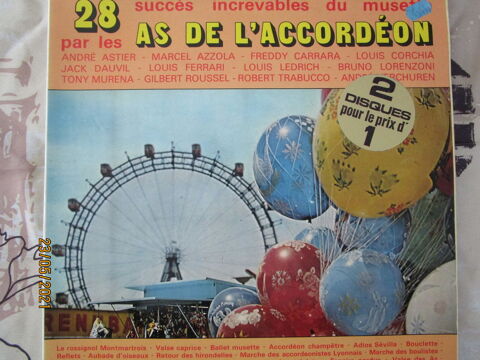 28 succès increvables du musette
par les AS DE L'ACCORDÉON
ANDRÉ ASTIER - MARCEL AZZOLA - FREDDY CARRARA - LOUIS CORCHIA
JACK DAUVIL - LOUIS FERRARI - LOUIS LEDRICH - BRUNO LORENZONI
TONY MURENA - GILBERT ROUSSEL - ROBERT TRABUCCO - ANDRÉ VERCHUREN
2
DISQUES
pour le prix d'
1
23/05/2021
Le rossignol Montmartrois - Valse caprice - Ballet musette - Accordéon champêtre - Adios Sévilla - Bouclette -
Reflets - Aubade d'oiseaux - Retour des hirondelles - Marche des accordéonistes Lyonnais - Marche des boulistes -